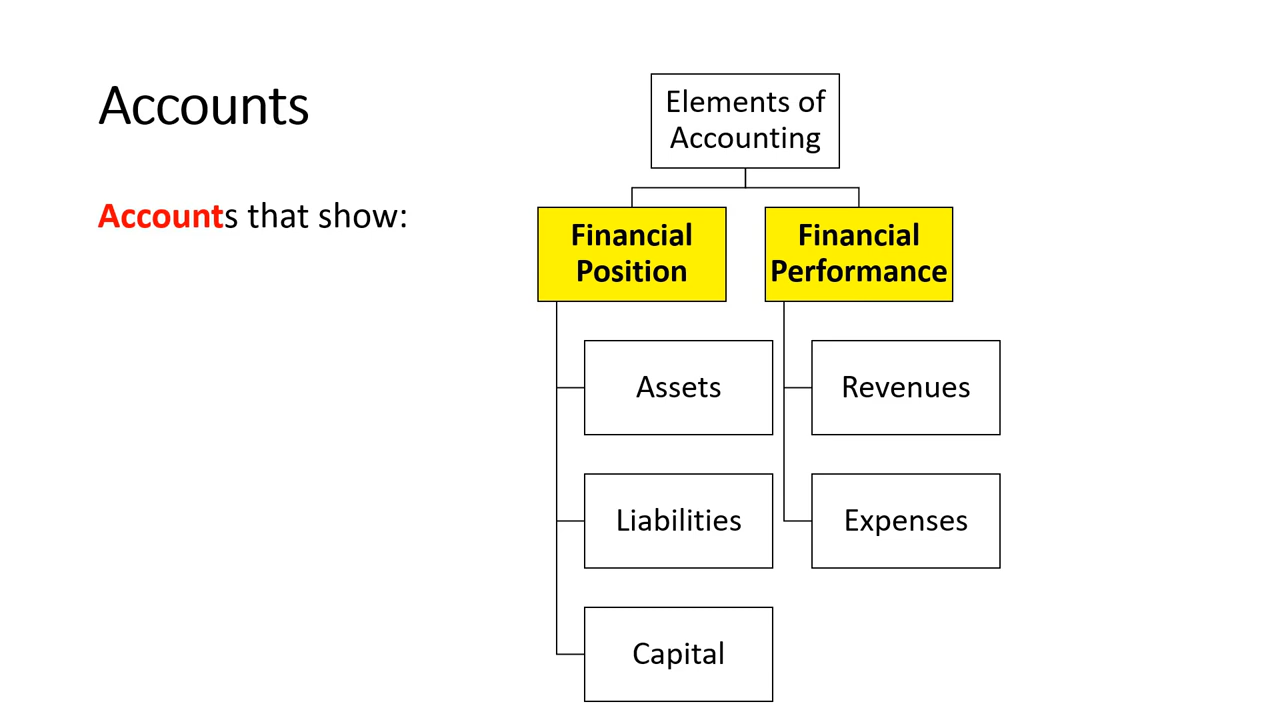 Accounts
Accounts that show:
Elements of
Accounting
Financial
Position
Financial
Performance
Assets
Revenues
Liabilities
Expenses
Capital